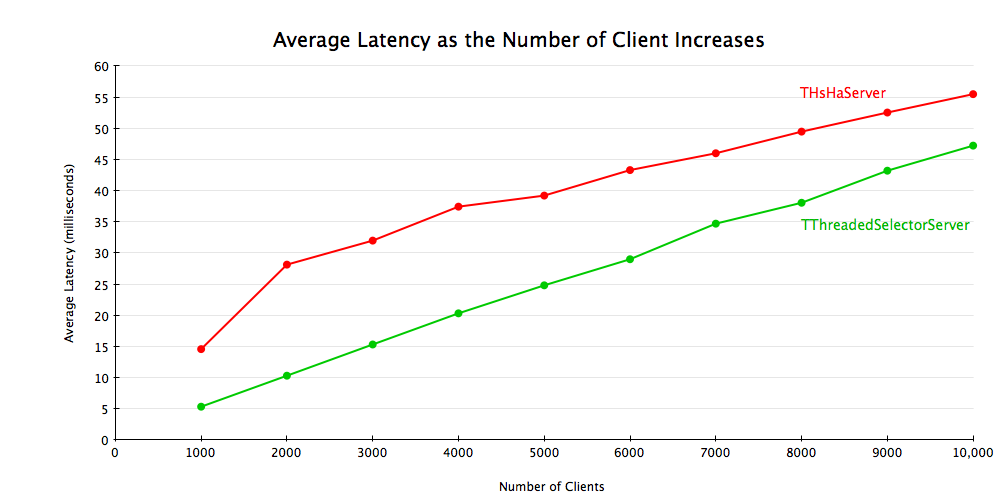 Average Latency as the Number of Client Increases
60
55
THsHaServer
50
45
40
35
TThreadedSelectorServer
30
25
20
15
10
5
0
Average Latency (milliseconds)
0 1000 2000 3000 4000 5000 6000 7000 8000 9000 10,000
Number of Clients